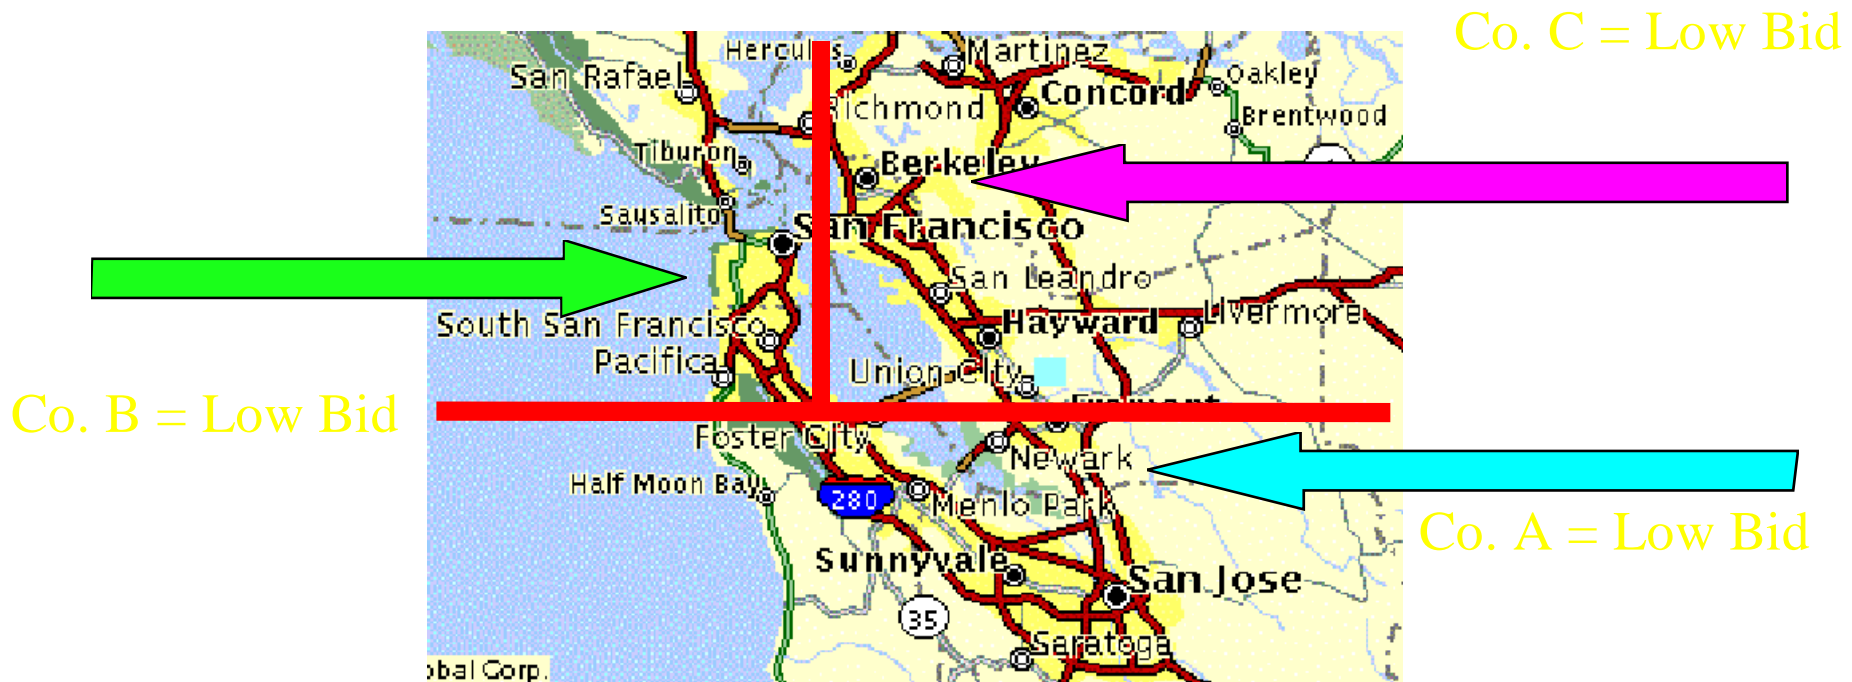 Co. C = Low Bid
Hercules
Martinez
San Rafael
Oakley
Concord
Richmond
Brentwood
Tiburon
Berkeley
Sausalito
San Francisco
San Leandro
South San Francisco
Hayward
Livermore
Pacifica
Union City
Co. B = Low Bid
Fremont
Foster City
Newark
Half Moon Bay
280
Menlo Park
Co. A = Low Bid
Sunnyvale
San Jose
35
Saratoga
obal Corp.